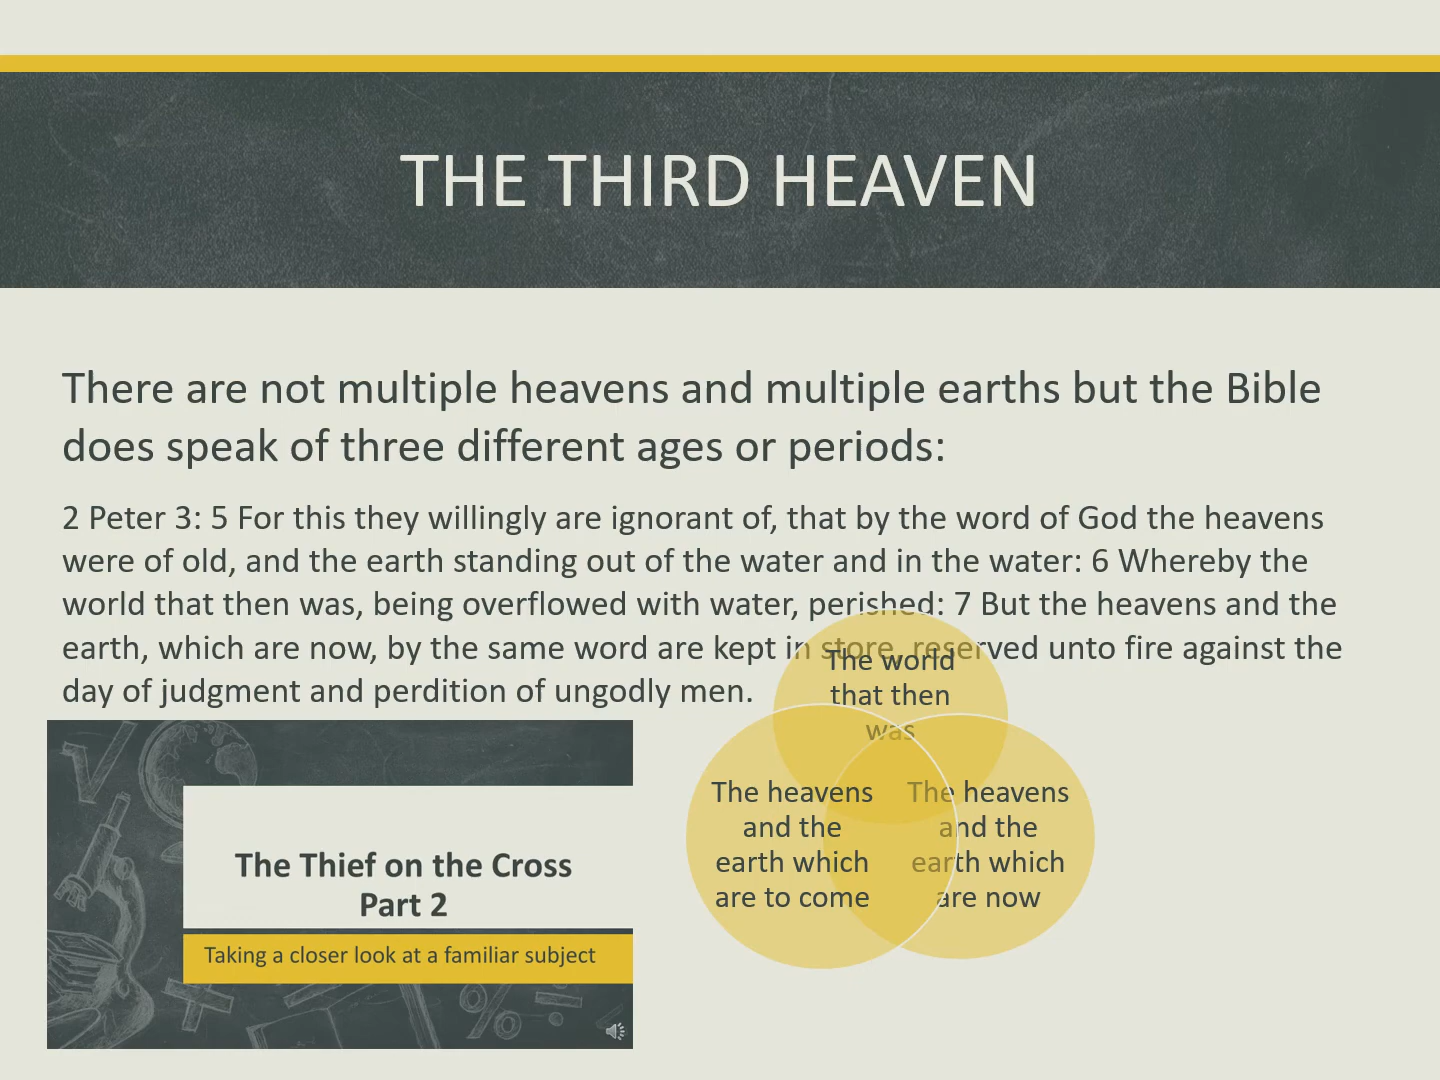 THE THIRD HEAVEN
There are not multiple heavens and multiple earths but the Bible
does speak of three different ages or periods:
2 Peter 3: 5 For this they willingly are ignorant of, that by the word of God the heavens
were of old, and the earth standing out of the water and in the water: 6 Whereby the
world that then was, being overflowed with water, perished: 7 But the heavens and the
earth, which are now, by the same word are kept in store, reserved unto fire against the
day of judgment and perdition of ungodly men.
The world
that then
was
The heavens
and the
earth which
are to come
The heavens
and the
earth which
are now
The Thief on the Cross
Part 2
Taking a closer look at a familiar subject